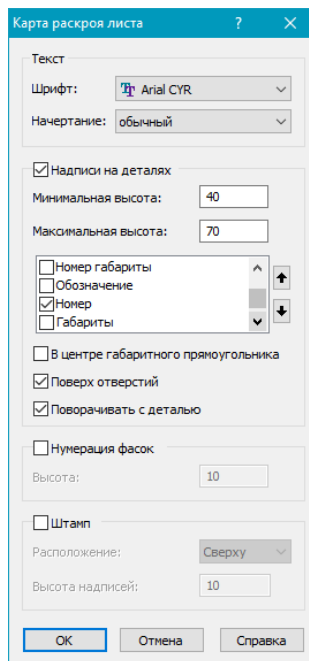 Карта раскроя листа ? ×
Текст
Шрифт: Arial CYR
Начертание: обычный
Надписи на деталях
Минимальная высота: 40
Максимальная высота: 70
Номер габариты
Обозначение
Номер
Габариты
В центре габаритного прямоугольника
Поверх отверстий
Поворачивать с деталью
Нумерация фасок
Высота: 10
Штамп
Расположение: Сверху
Высота надписей: 10
ОК Отмена Справка